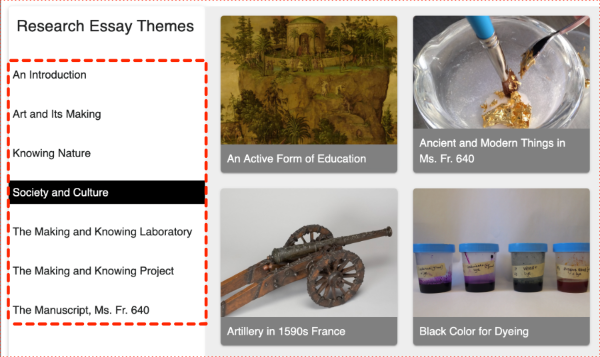 Research Essay Themes
An Introduction
Art and Its Making
Knowing Nature
Society and Culture
The Making and Knowing Laboratory
The Making and Knowing Project
The Manuscript, Ms. Fr. 640
An Active Form of Education
Ancient and Modern Things in
Ms. Fr. 640
Artillery in 1590s France
Black Color for Dyeing